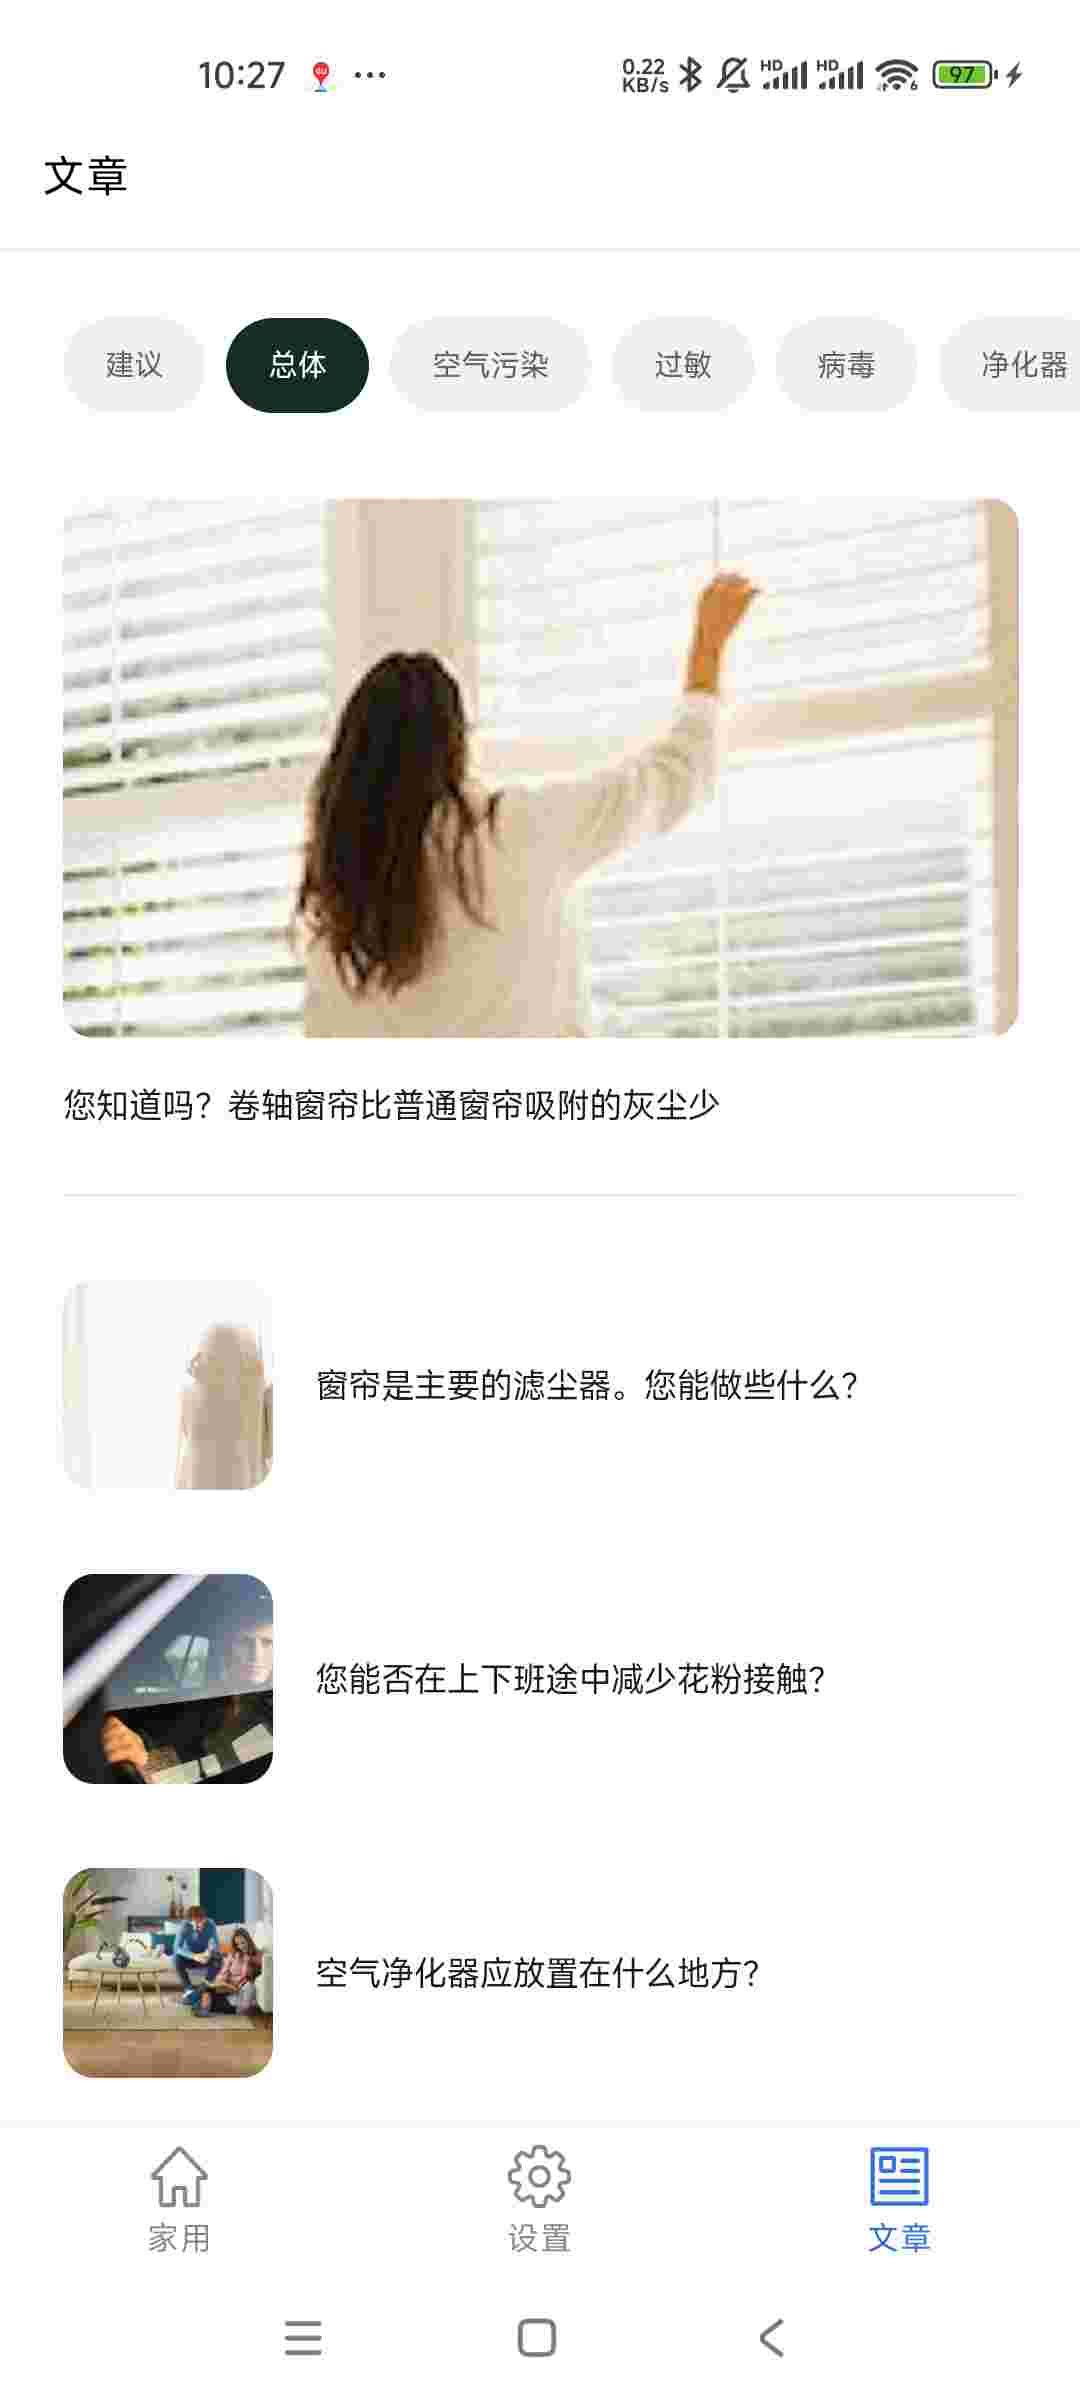 10:27
0.22
KB/s
HD
HD
6
97
文章
建议
总体
空气污染
过敏
病毒
净化器
您知道吗？卷轴窗帘比普通窗帘吸附的灰尘少
窗帘是主要的滤尘器。您能做些什么？
您能否在上下班途中减少花粉接触？
空气净化器应放置在什么地方？
家用
设置
文章